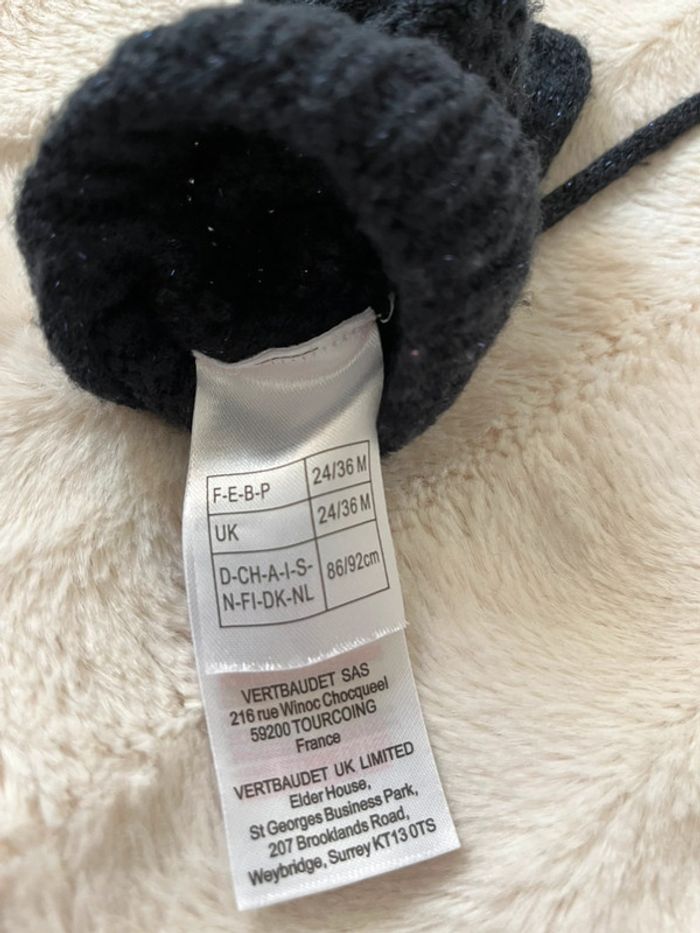 F-E-B-P 24/36 M
UK 24/36 M
D-CH-A-I-S- 86/92cm
N-FI-DK-NL
VERTBAUDET SAS
216 rue Winoc Chocqueel
59200 TOURCOING
France
VERTBAUDET UK LIMITED
Elder House,
St Georges Business Park,
207 Brooklands Road,
Weybridge, Surrey KT13 0TS